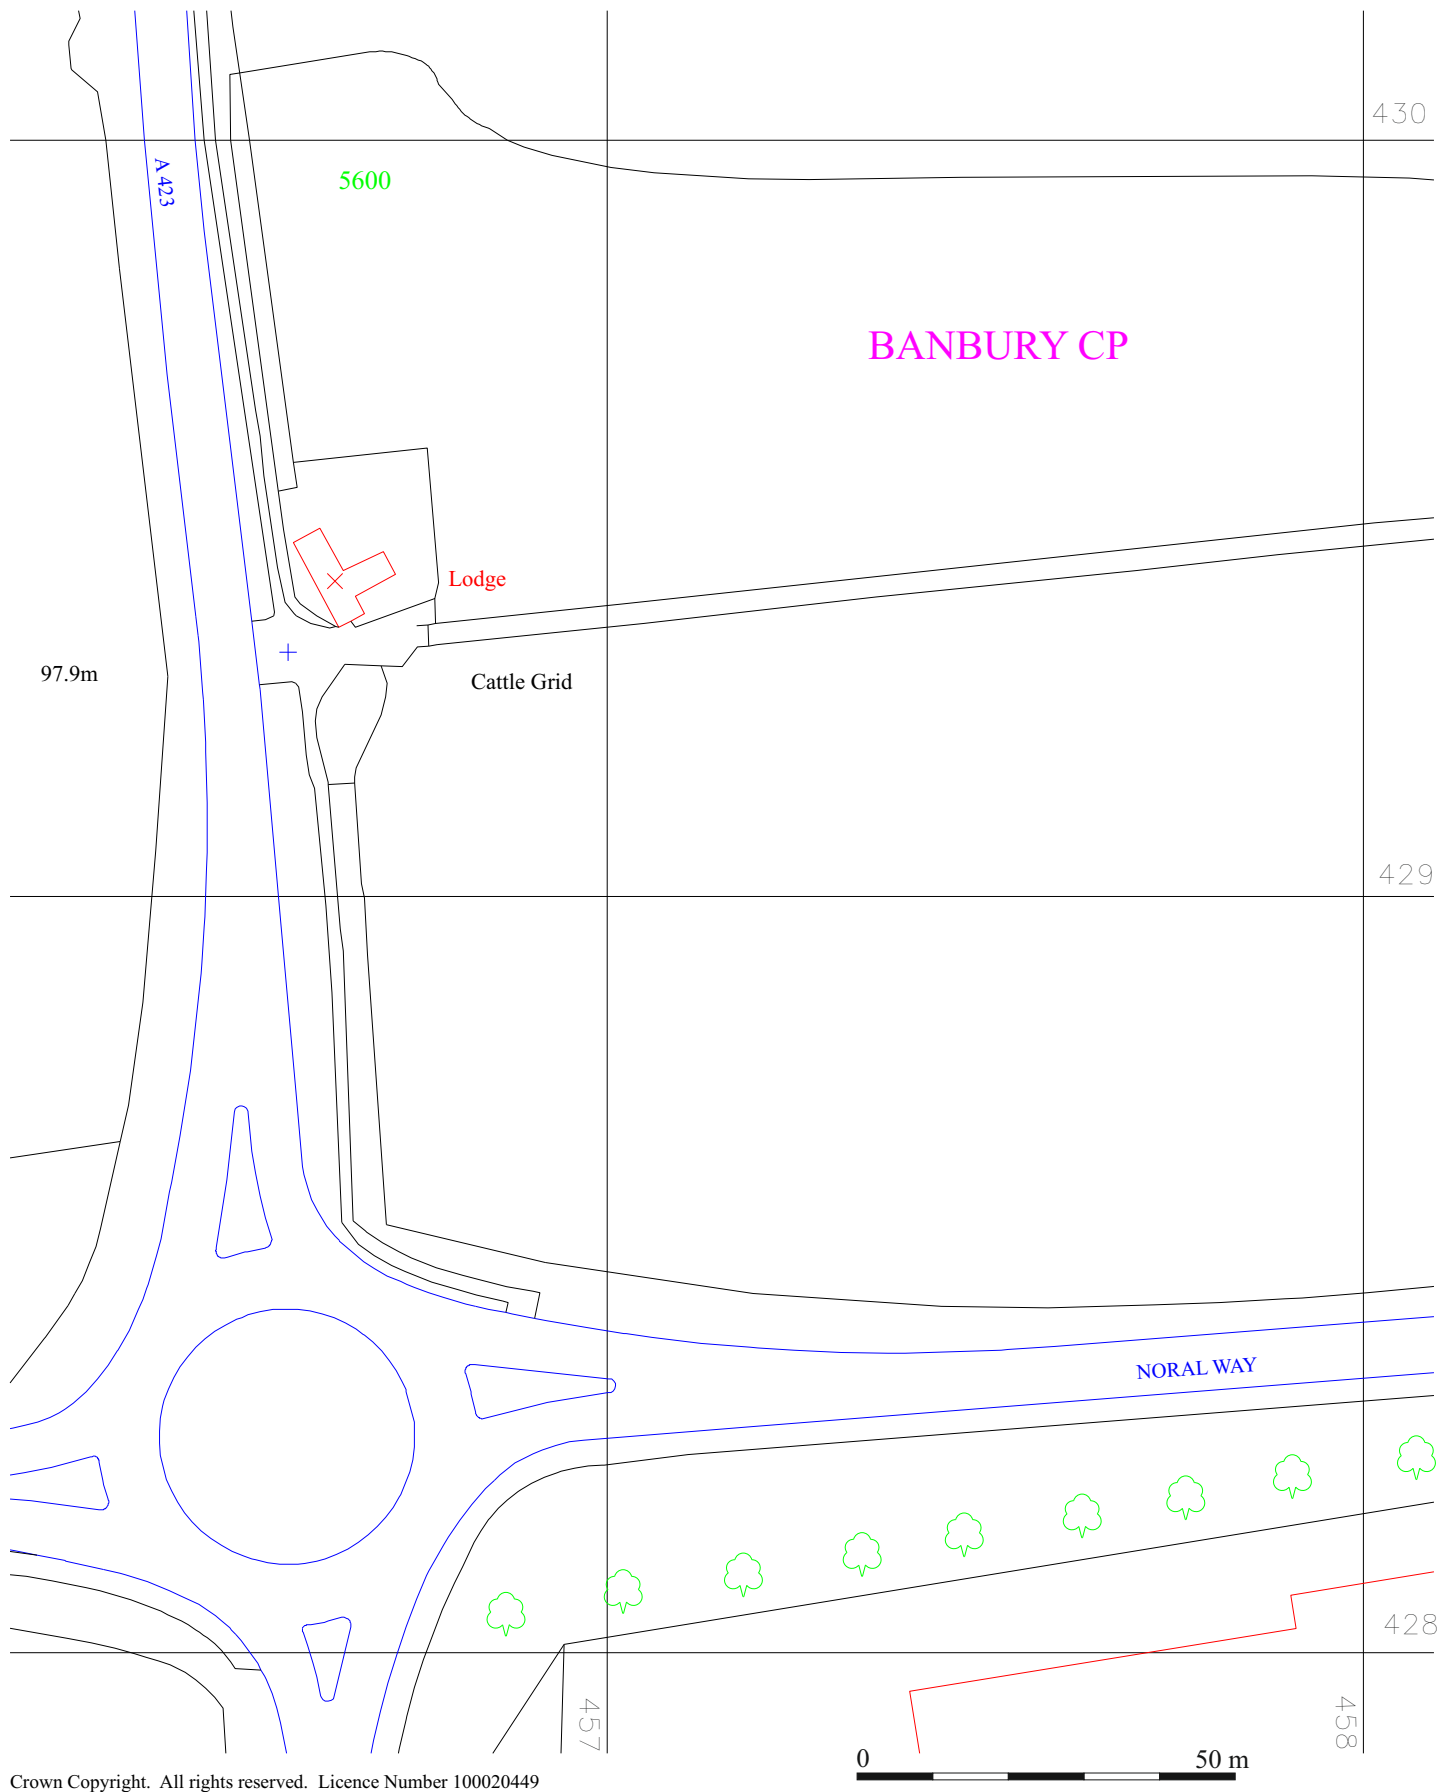 430
A 423
5600
BANBURY CP
Lodge
97.9m
Cattle Grid
429
NORAL WAY
428
457
458
0 50 m
Crown Copyright. All rights reserved. Licence Number 100020449